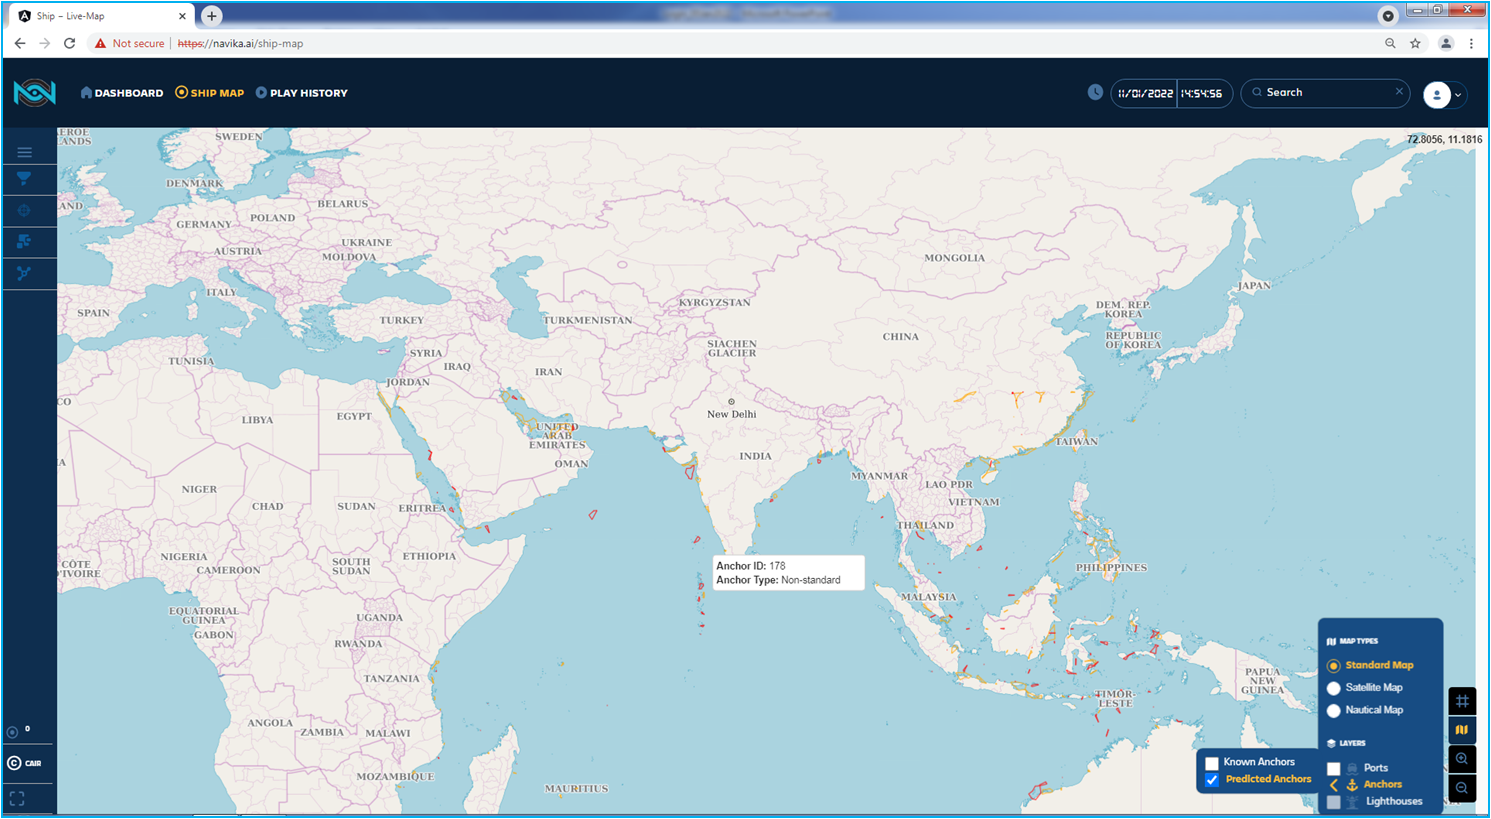 Ship – Live-Map
Not secure
https://navika.ai/ship-map
DASHBOARD
SHIP MAP
PLAY HISTORY
11/01/2022
14:54:56
Search
72.8056, 11.1816
SWEDEN
DENMARK
BELARUS
POLAND
GERMANY
UKRAINE
AUSTRIA
MOLDOVA
MONGOLIA
ITALY
JAPAN
SPAIN
KYRGYZSTAN
DEM. REP.
KOREA
TURKEY
TURKMENISTAN
REPUBLIC
OF KOREA
CHINA
SIACHEN
GLACIER
TUNISIA
SYRIA
IRAQ
IRAN
JORDAN
New Delhi
LIBYA
EGYPT
UNITED
ARAB
EMIRATES
TAIWAN
INDIA
OMAN
MYANMAR
LAO PDR
NIGER
CHAD
SUDAN
ERITREA
VIETNAM
THAILAND
NIGERIA
CAMEROON
SOUTH
SUDAN
ETHIOPIA
CÔTE
D'IVOIRE
Anchor ID: 178
Anchor Type: Non-standard
PHILIPPINES
MALAYSIA
EQUATORIAL
GUINEA
GABON
UGANDA
RWANDA
TANZANIA
PAPUA
NEW
GUINEA
TIMOR-
LESTE
ANGOLA
ZAMBIA
MALAWI
MOZAMBIQUE
MAURITIUS
MAP TYPES
Standard Map
Satellite Map
Nautical Map
LAYERS
Ports
Anchors
Lighthouses
Known Anchors
Predicted Anchors
0
© CAIR